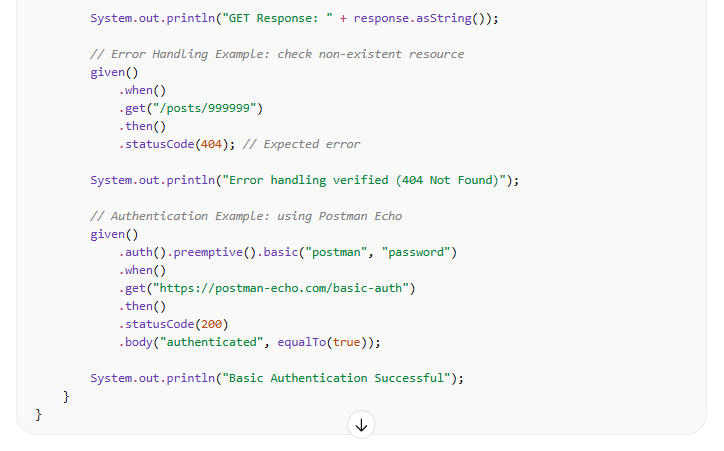 System.out.println("GET Response: " + response.asString());
// Error Handling Example: check non-existent resource
given()
.when()
.get("/posts/999999")
.then()
.statusCode(404); // Expected error
System.out.println("Error handling verified (404 Not Found)");
// Authentication Example: using Postman Echo
given()
.auth().preemptive().basic("postman", "password")
.when()
.get("https://postman-echo.com/basic-auth")
.then()
.statusCode(200)
.body("authenticated", equalTo(true));
System.out.println("Basic Authentication Successful");
}
}